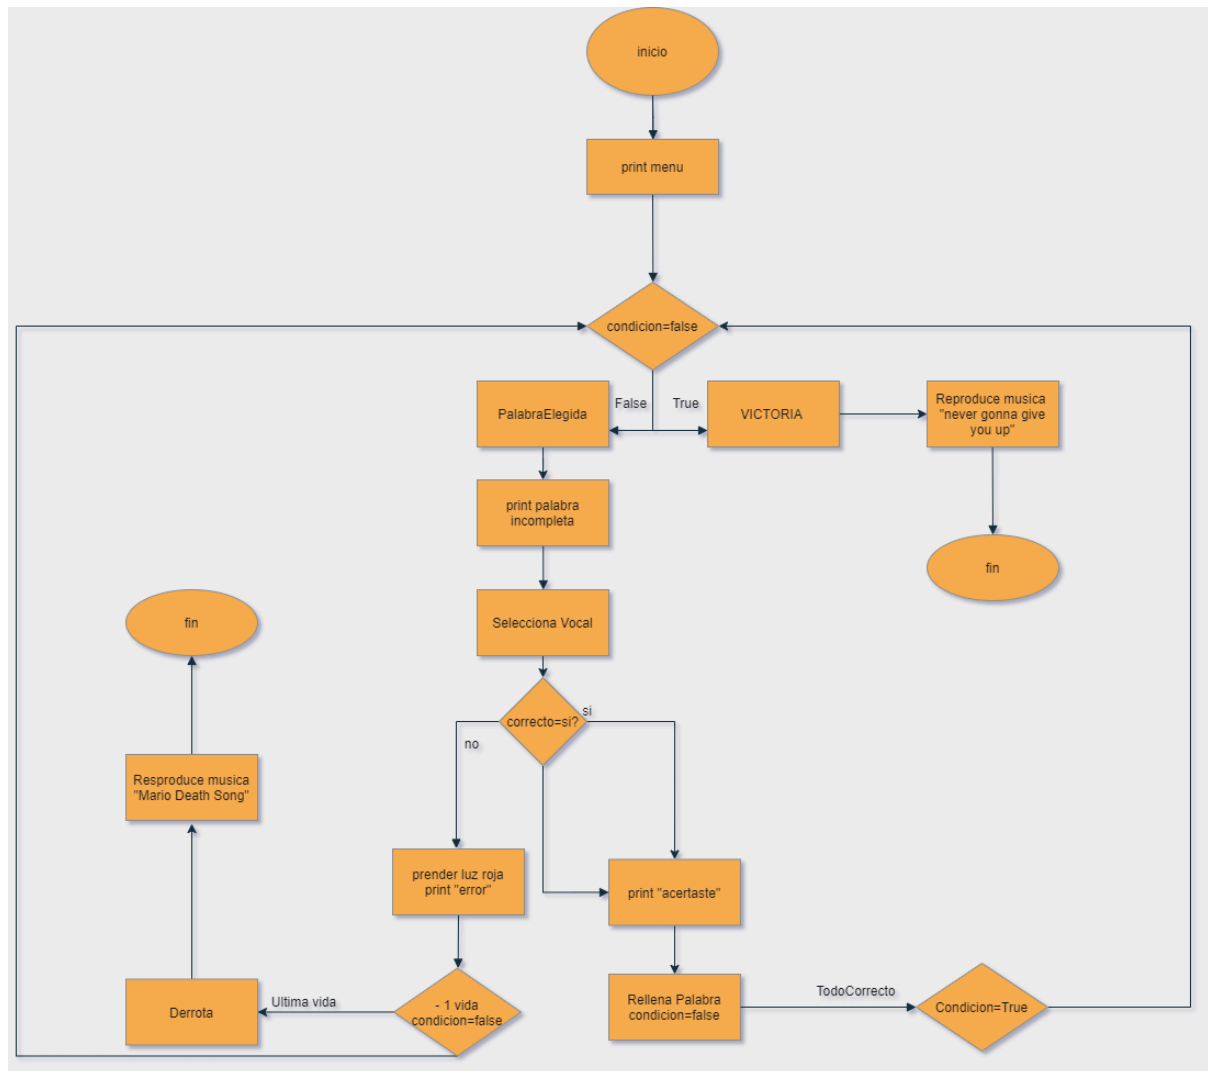 inicio
print menu
condicion=false
False
True
PalabraElegida
VICTORIA
Reproduce musica
"never gonna give
you up"
print palabra
incompleta
fin
Selecciona Vocal
fin
correcto=si?
si
no
Resproduce musica
"Mario Death Song"
prender luz roja
print "error"
print "acertaste"
Ultima vida
- 1 vida
condicion=false
Derrota
Rellena Palabra
condicion=false
TodoCorrecto
Condicion=True